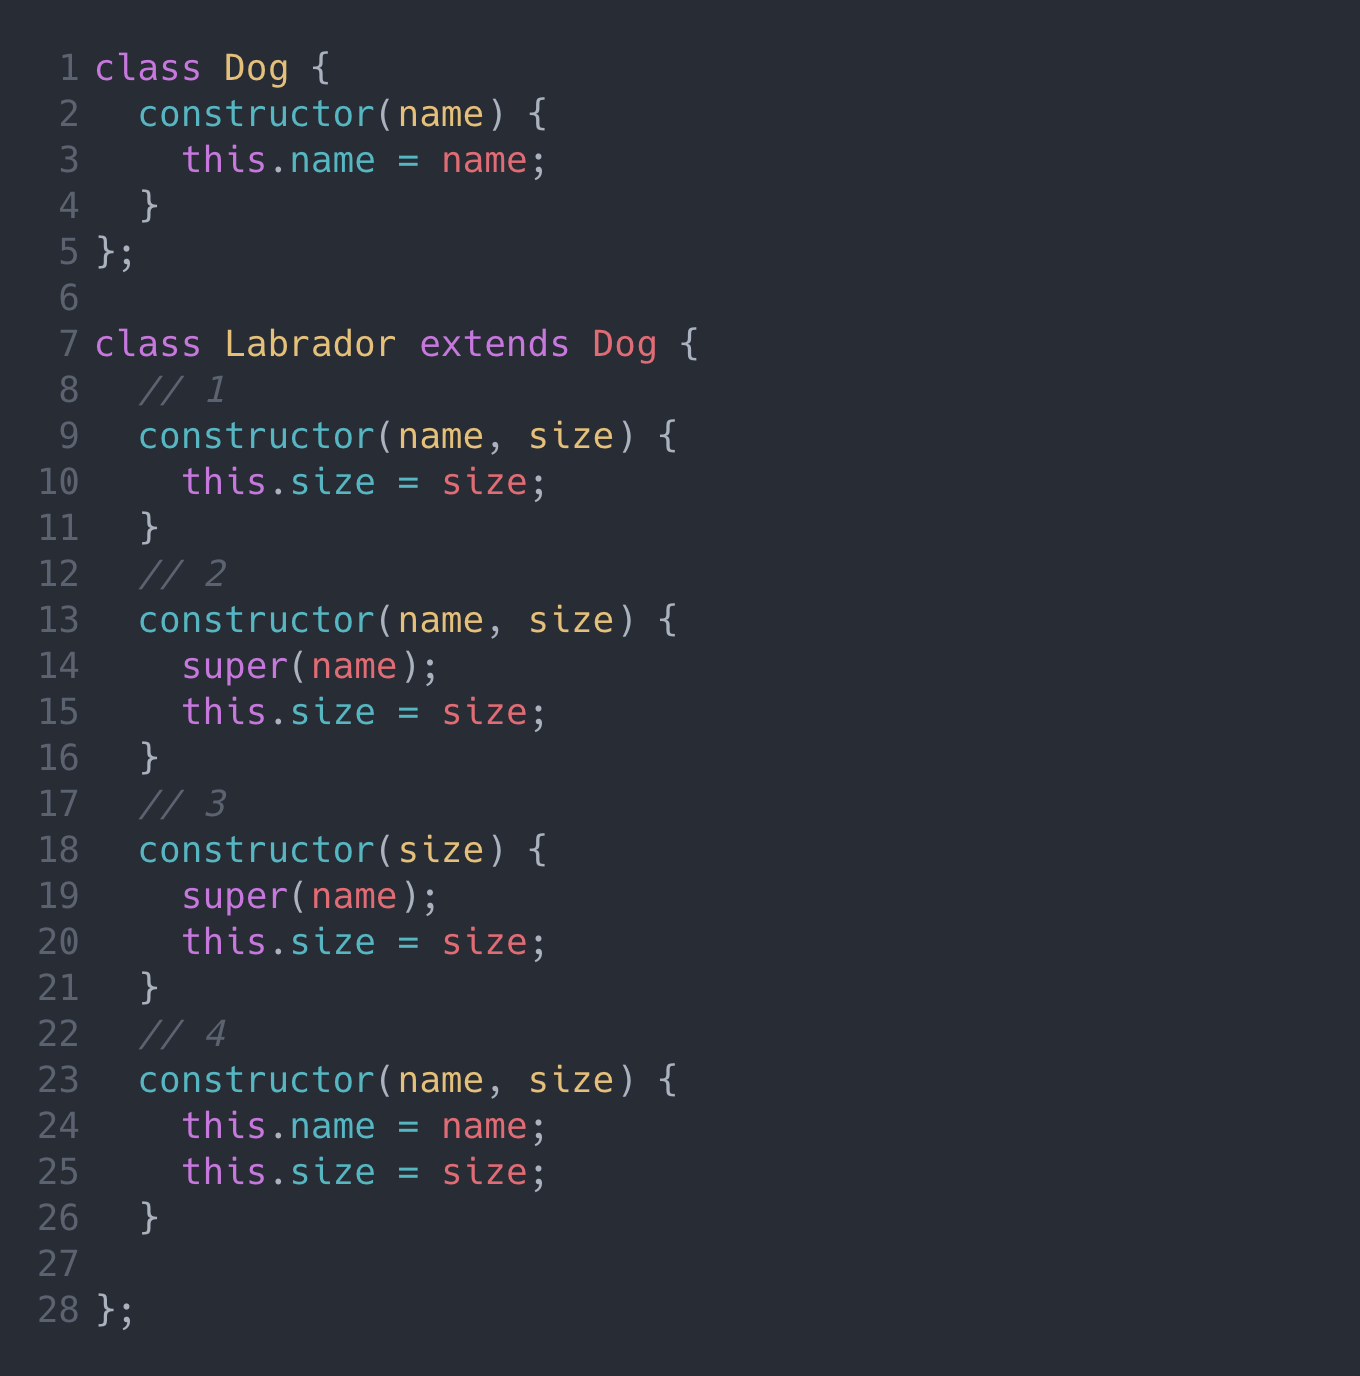 1 class Dog {
2   constructor(name) {
3     this.name = name;
4   }
5 };
6
7 class Labrador extends Dog {
8   // 1
9   constructor(name, size) {
10     this.size = size;
11   }
12   // 2
13   constructor(name, size) {
14     super(name);
15     this.size = size;
16   }
17   // 3
18   constructor(size) {
19     super(name);
20     this.size = size;
21   }
22   // 4
23   constructor(name, size) {
24     this.name = name;
25     this.size = size;
26   }
27
28 };